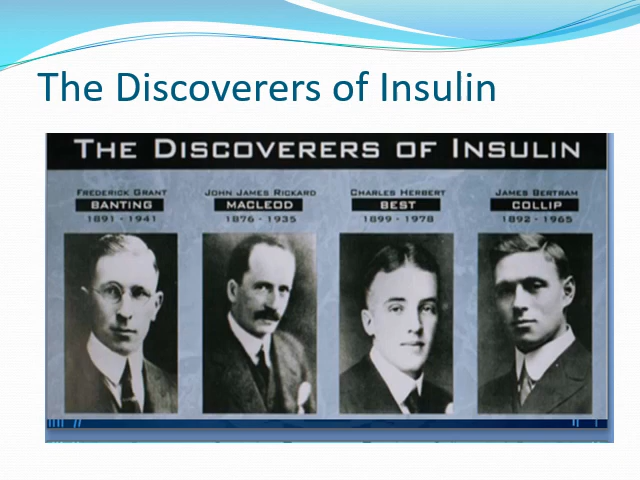 The Discoverers of Insulin
THE DISCOVERERS OF INSULIN
FREDERICK GRANT
BANTING
1891 - 1941
JOHN JAMES RICKARD
MACLEOD
1876 - 1935
CHARLES HERBERT
BEST
1899 - 1978
JAMES BERTRAM
COLLIP
1892 - 1965